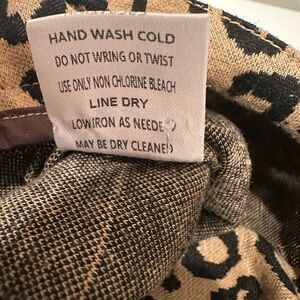 HAND WASH COLD
DO NOT WRING OR TWIST
USE ONLY NON CHLORINE BLEACH
LINE DRY
LOW IRON AS NEEDED
MAY BE DRY CLEANED